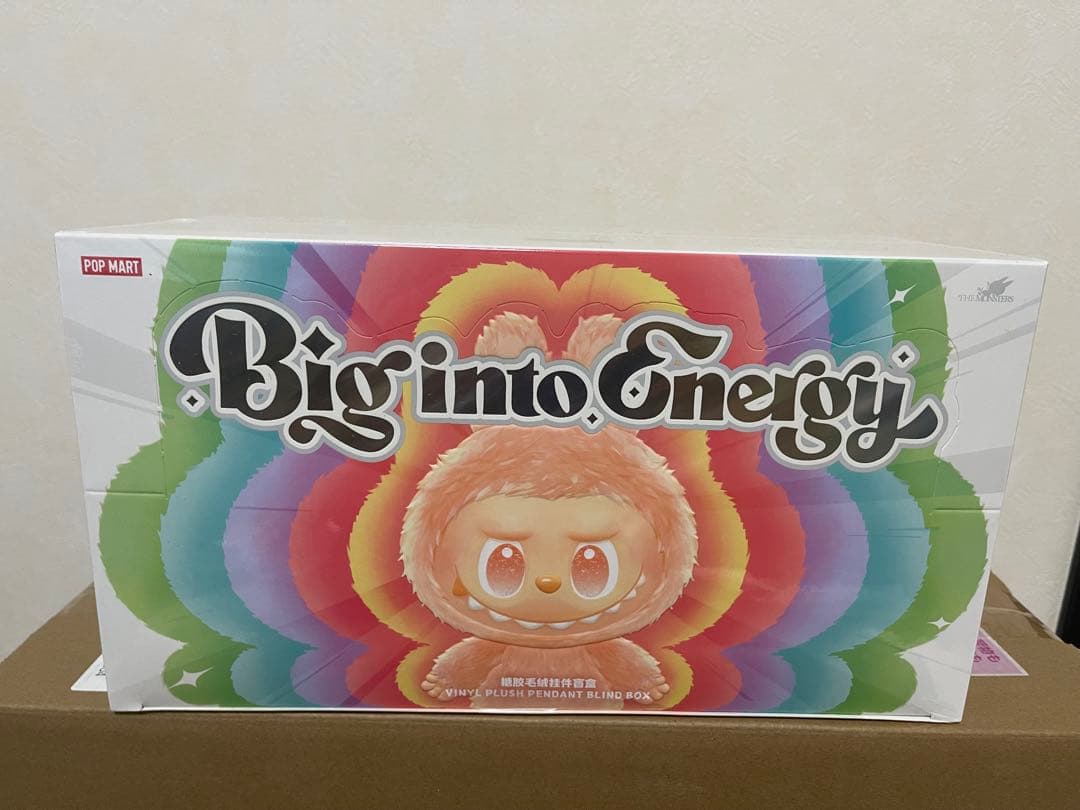 POP MART
THE MONSTERS
Big into Energy
搪胶毛绒挂件盲盒
VINYL PLUSH PENDANT BLIND BOX